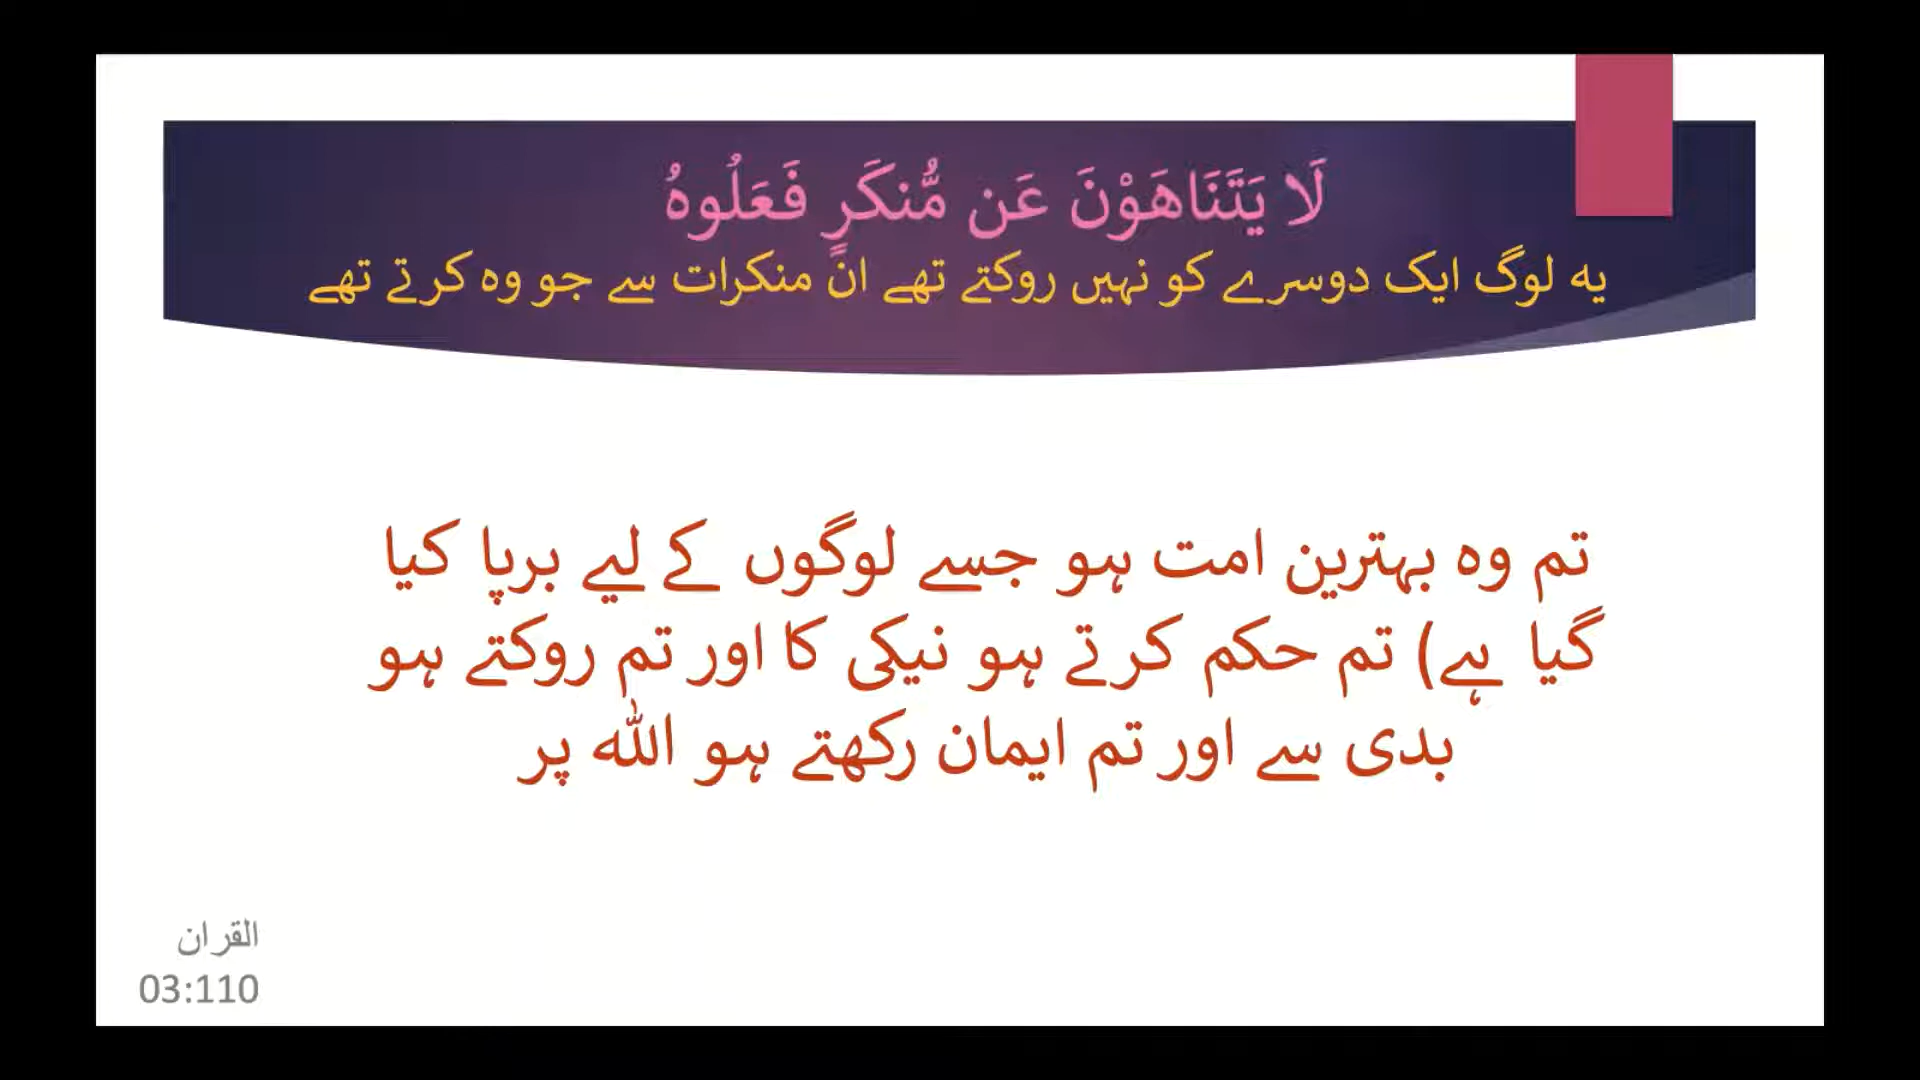 لَا يَتَنَاهَوْنَ عَن مُّنكَرٍ فَعَلُوهُ
یہ لوگ ایک دوسرے کو نہیں روکتے تھے ان منکرات سے جو وہ کرتے تھے
تم وہ بہترین امت ہو جسے لوگوں کے لیے برپا کیا
گیا ہے) تم حکم کرتے ہو نیکی کا اور تم روکتے ہو
بدی سے اور تم ایمان رکھتے ہو اللہ پر
القران
03:110